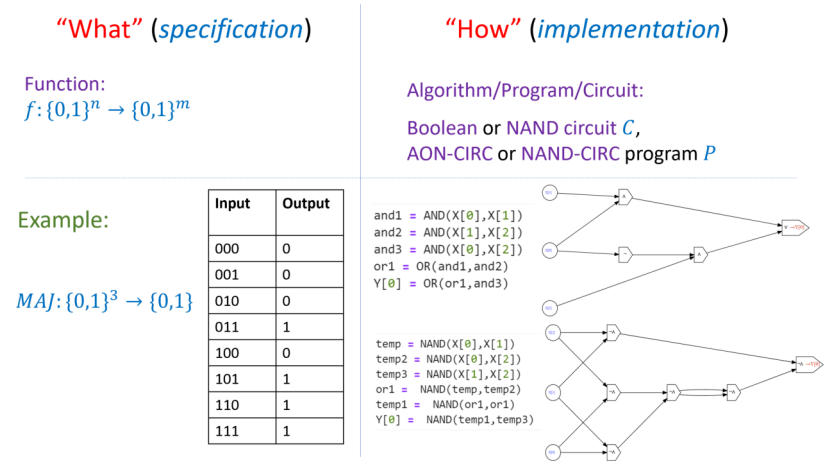 “What” (specification)
“How” (implementation)
Function:
f:{0,1}ⁿ → {0,1}ᵐ
Algorithm/Program/Circuit:
Boolean or NAND circuit C,
AON-CIRC or NAND-CIRC program P
Example:
MAJ:{0,1}³ → {0,1}
Input Output
000 0
001 0
010 0
011 1
100 0
101 1
110 1
111 1
and1 = AND(X[0],X[1])
and2 = AND(X[1],X[2])
and3 = AND(X[0],X[2])
or1 = OR(and1,and2)
Y[0] = OR(or1,and3)
∧
∨ →Y[0]
¬
∧
temp = NAND(X[0],X[1])
temp2 = NAND(X[0],X[2])
temp3 = NAND(X[1],X[2])
or1 = NAND(temp,temp2)
temp1 = NAND(or1,or1)
Y[0] = NAND(temp1,temp3)
¬∧
¬∧ →Y[0]
¬∧
¬∧
¬∧
¬∧